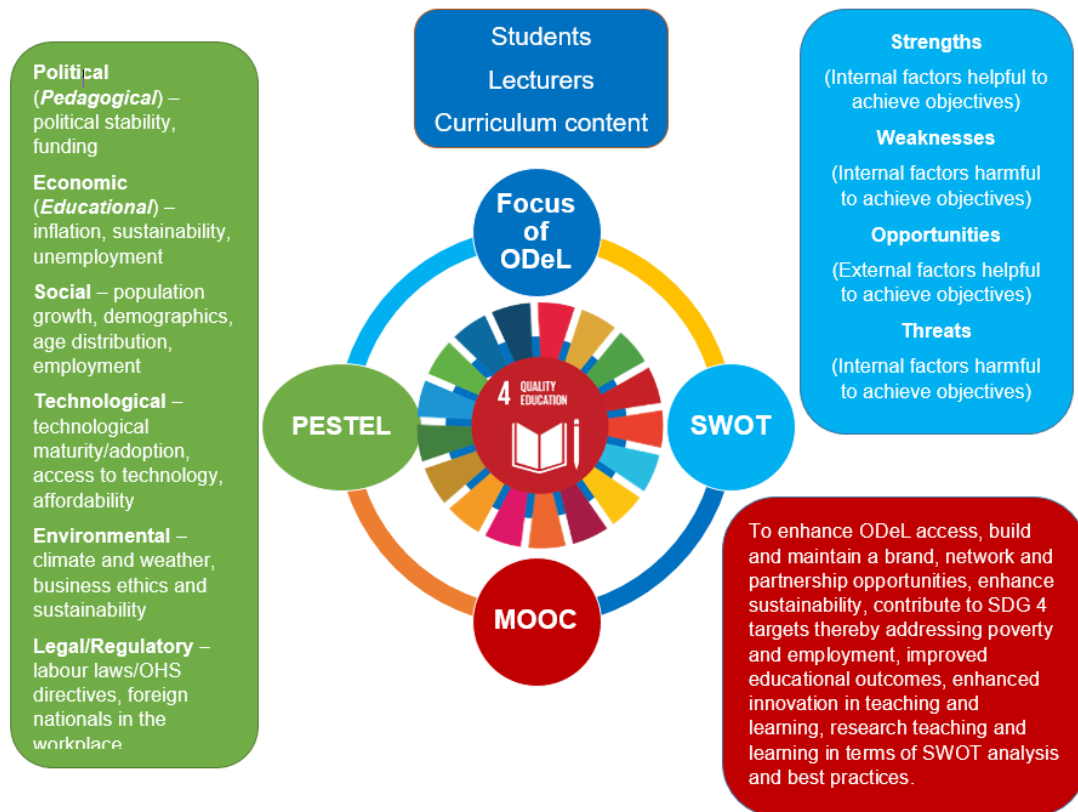 Students
Lecturers
Curriculum content
Political
(Pedagogical) –
political stability,
funding
Economic
(Educational) –
inflation, sustainability,
unemployment
Social – population
growth, demographics,
age distribution,
employment
Technological –
technological
maturity/adoption,
access to technology,
affordability
Environmental –
climate and weather,
business ethics and
sustainability
Legal/Regulatory –
labour laws/OHS
directives, foreign
nationals in the
workplace
Focus
of
ODeL
PESTEL
4 QUALITY
EDUCATION
SWOT
MOOC
Strengths
(Internal factors helpful to
achieve objectives)
Weaknesses
(Internal factors harmful
to achieve objectives)
Opportunities
(External factors helpful
to achieve objectives)
Threats
(Internal factors harmful
to achieve objectives)
To enhance ODeL access, build
and maintain a brand, network and
partnership opportunities, enhance
sustainability, contribute to SDG 4
targets thereby addressing poverty
and employment, improved
educational outcomes, enhanced
innovation in teaching and
learning, research teaching and
learning in terms of SWOT analysis
and best practices.